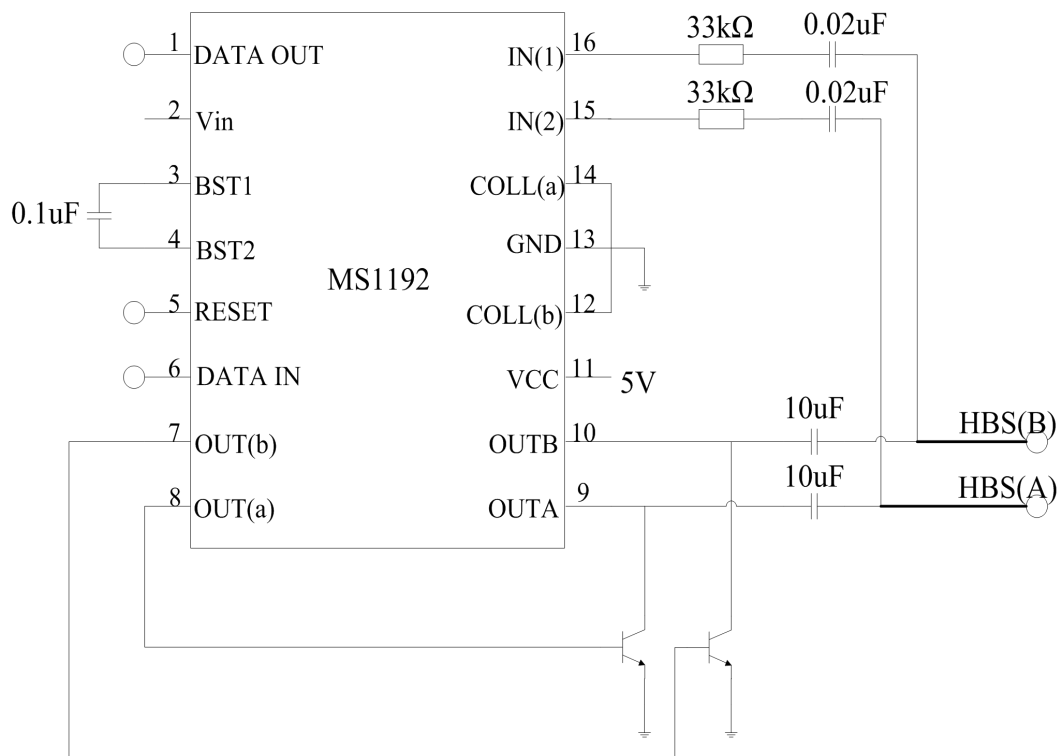 33kΩ 0.02uF
1 DATA OUT IN(1) 16
33kΩ 0.02uF
2 Vin IN(2) 15
3 BST1 COLL(a) 14
0.1uF
4 BST2 GND 13
MS1192
5 RESET COLL(b) 12
6 DATA IN VCC 11 5V
10uF HBS(B)
7 OUT(b) OUTB 10
10uF HBS(A)
8 OUT(a) OUTA 9